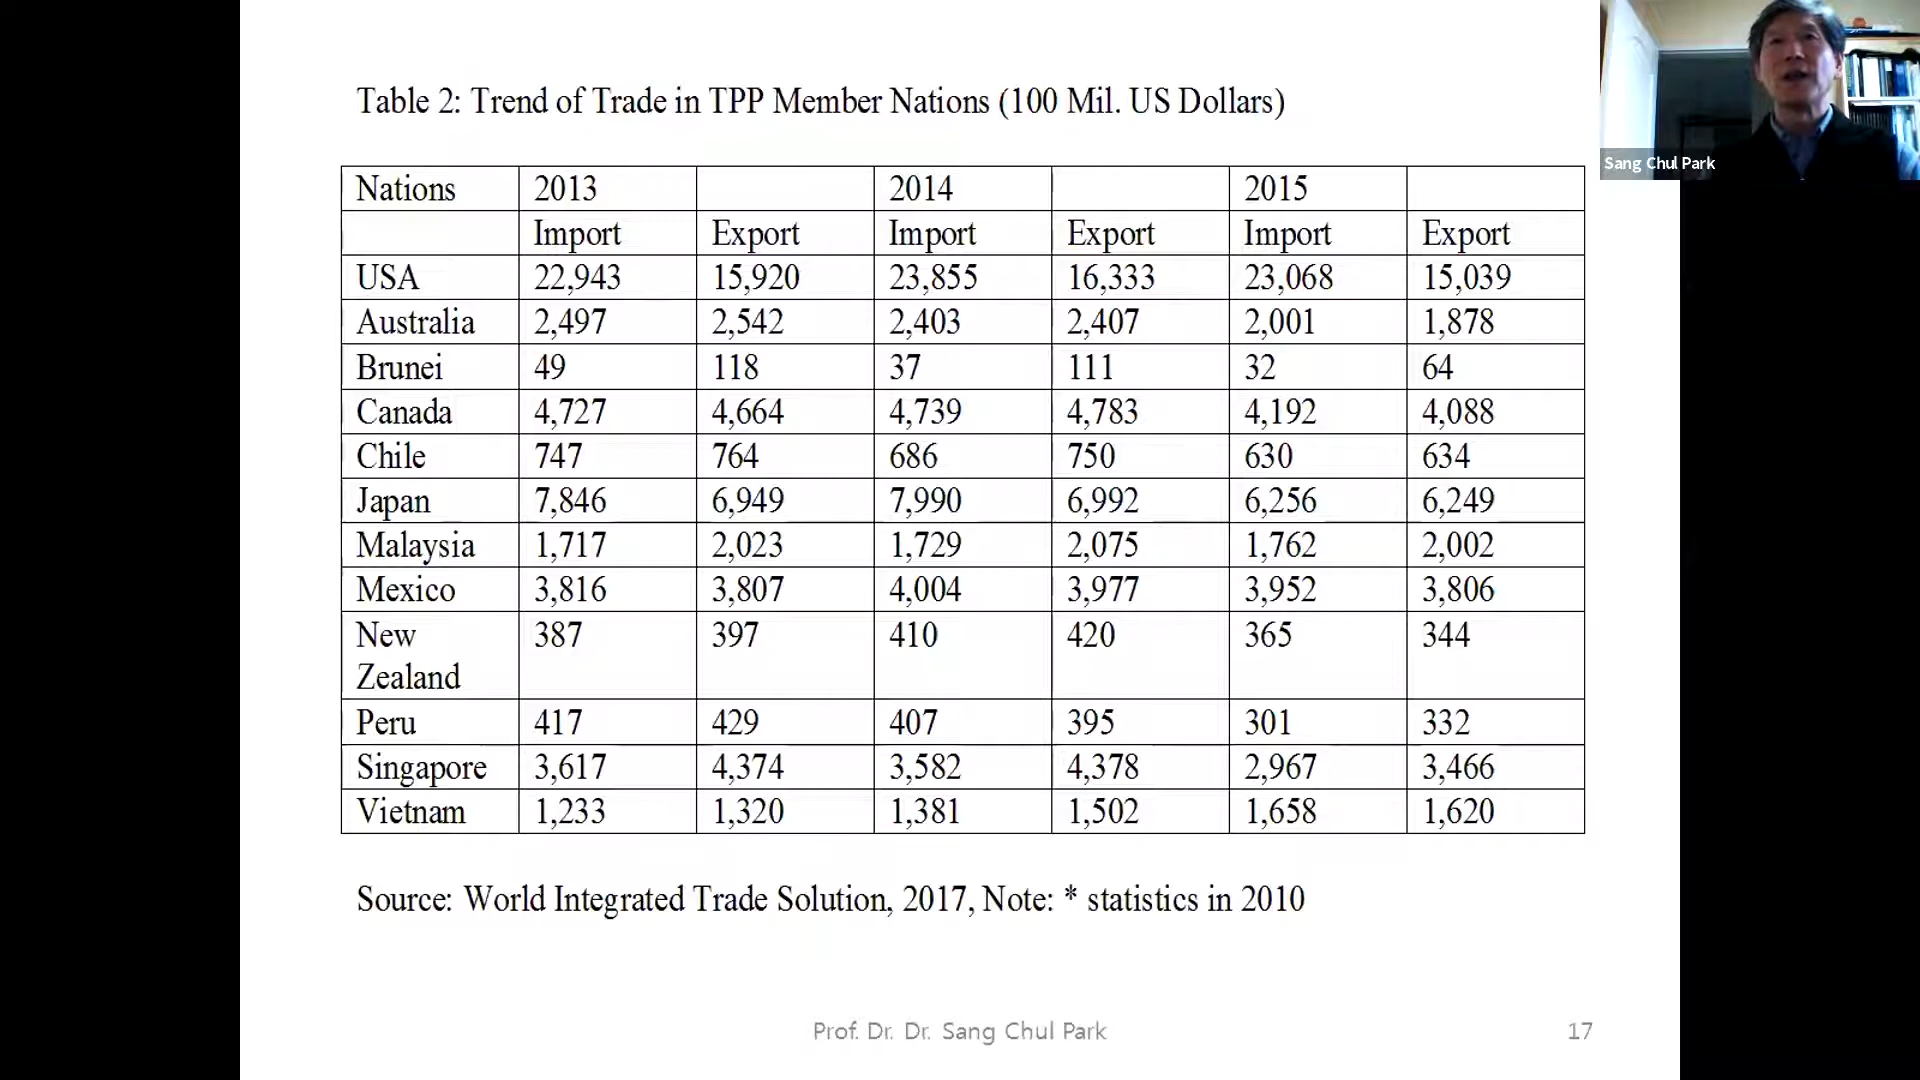 Table 2: Trend of Trade in TPP Member Nations (100 Mil. US Dollars)
Sang Chul Park
Nations 2013 2014 2015
Import Export Import Export Import Export
USA 22,943 15,920 23,855 16,333 23,068 15,039
Australia 2,497 2,542 2,403 2,407 2,001 1,878
Brunei 49 118 37 111 32 64
Canada 4,727 4,664 4,739 4,783 4,192 4,088
Chile 747 764 686 750 630 634
Japan 7,846 6,949 7,990 6,992 6,256 6,249
Malaysia 1,717 2,023 1,729 2,075 1,762 2,002
Mexico 3,816 3,807 4,004 3,977 3,952 3,806
New 387 397 410 420 365 344
Zealand
Peru 417 429 407 395 301 332
Singapore 3,617 4,374 3,582 4,378 2,967 3,466
Vietnam 1,233 1,320 1,381 1,502 1,658 1,620
Source: World Integrated Trade Solution, 2017, Note: * statistics in 2010
Prof. Dr. Dr. Sang Chul Park 17